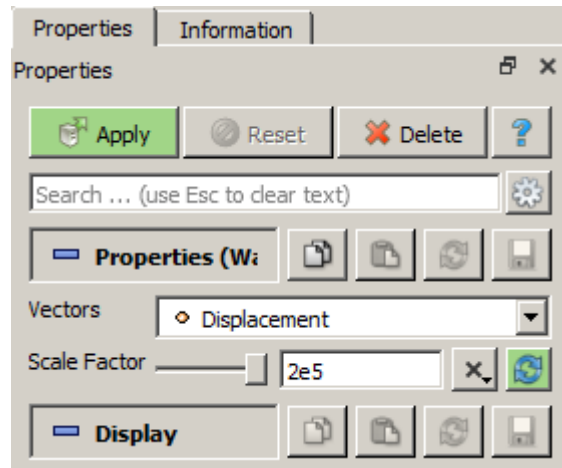 Properties Information
Properties
Apply Reset Delete ?
Search ... (use Esc to clear text)
Properties (Wa
Vectors Displacement
Scale Factor 2e5
Display